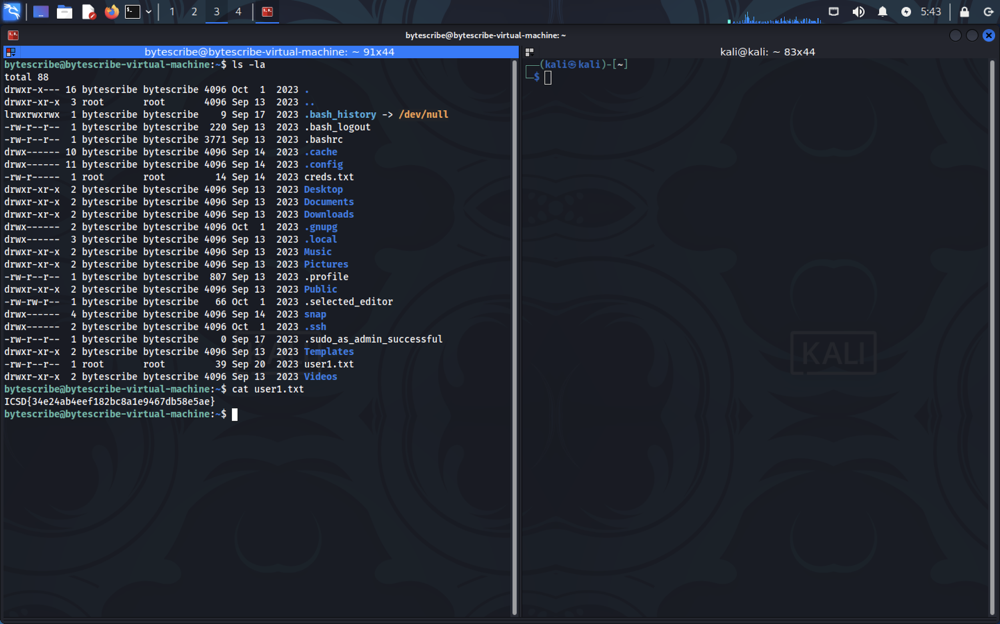 1 2 3 4 5:43
bytescribe@bytescribe-virtual-machine: ~
bytescribe@bytescribe-virtual-machine: ~ 91x44
bytescribe@bytescribe-virtual-machine:~$ ls -la
total 88
drwxr-x--- 16 bytescribe bytescribe 4096 Oct  1  2023 .
drwxr-xr-x  3 root       root       4096 Sep 13  2023 ..
lrwxrwxrwx  1 bytescribe bytescribe    9 Sep 17  2023 .bash_history -> /dev/null
-rw-r--r--  1 bytescribe bytescribe  220 Sep 13  2023 .bash_logout
-rw-r--r--  1 bytescribe bytescribe 3771 Sep 13  2023 .bashrc
drwx------ 10 bytescribe bytescribe 4096 Sep 14  2023 .cache
drwx------ 11 bytescribe bytescribe 4096 Sep 14  2023 .config
-rw-r-----  1 root       root         14 Sep 14  2023 creds.txt
drwxr-xr-x  2 bytescribe bytescribe 4096 Sep 13  2023 Desktop
drwxr-xr-x  2 bytescribe bytescribe 4096 Sep 13  2023 Documents
drwxr-xr-x  2 bytescribe bytescribe 4096 Sep 13  2023 Downloads
drwx------  2 bytescribe bytescribe 4096 Oct  1  2023 .gnupg
drwx------  3 bytescribe bytescribe 4096 Sep 13  2023 .local
drwxr-xr-x  2 bytescribe bytescribe 4096 Sep 13  2023 Music
drwxr-xr-x  2 bytescribe bytescribe 4096 Sep 13  2023 Pictures
-rw-r--r--  1 bytescribe bytescribe  807 Sep 13  2023 .profile
drwxr-xr-x  2 bytescribe bytescribe 4096 Sep 13  2023 Public
-rw-rw-r--  1 bytescribe bytescribe   66 Oct  1  2023 .selected_editor
drwx------  4 bytescribe bytescribe 4096 Sep 14  2023 snap
drwx------  2 bytescribe bytescribe 4096 Oct  1  2023 .ssh
-rw-r--r--  1 bytescribe bytescribe    0 Sep 17  2023 .sudo_as_admin_successful
drwxr-xr-x  2 bytescribe bytescribe 4096 Sep 13  2023 Templates
-rw-r--r--  1 root       root         39 Sep 20  2023 user1.txt
drwxr-xr-x  2 bytescribe bytescribe 4096 Sep 13  2023 Videos
bytescribe@bytescribe-virtual-machine:~$ cat user1.txt
ICSD{34e24ab4eef182bc8a1e9467db58e5ae}
bytescribe@bytescribe-virtual-machine:~$
kali@kali: ~ 83x44
┌──(kali㉿kali)-[~]
└─$
KALI